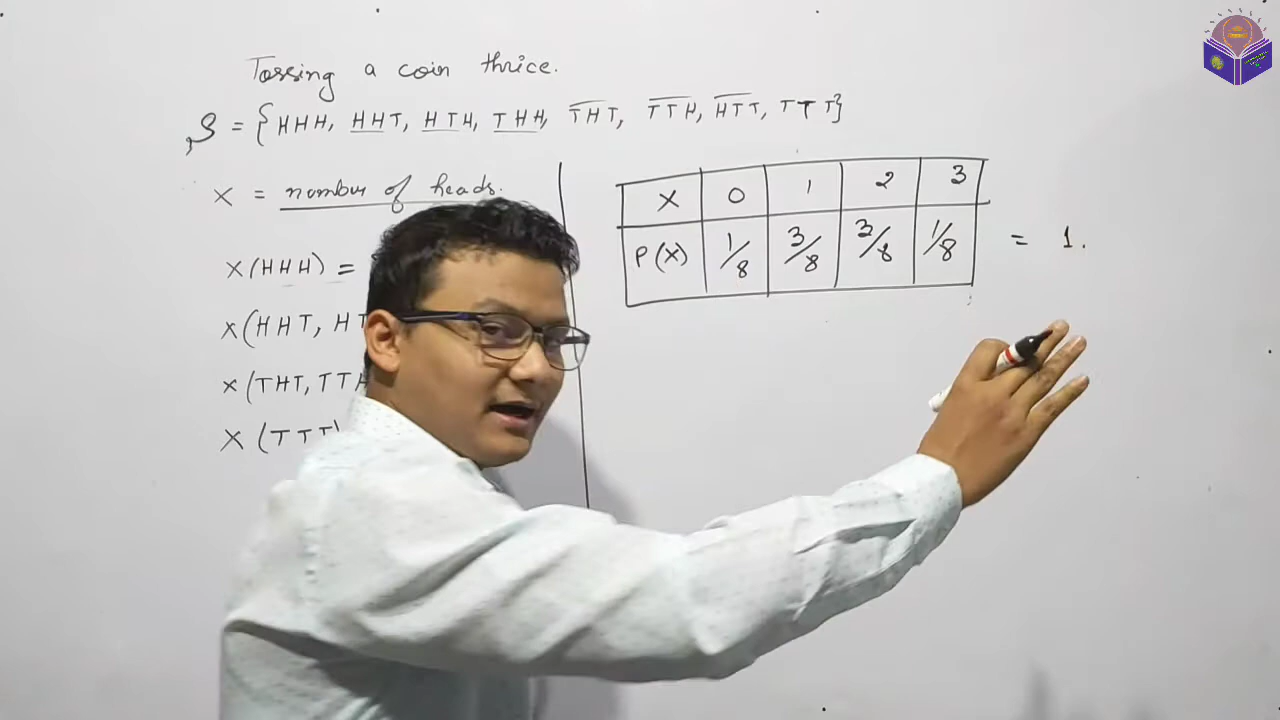 Tossing a coin thrice.
S = {HHH, HHT, HTH, THH, THT, TTH, HTT, TTT}
X = number of heads.
X(HHH) =
X(HHT, HT
X(THT, TTH
X(TTT)
X 0 1 2 3
P(X) 1/8 3/8 3/8 1/8 = 1.